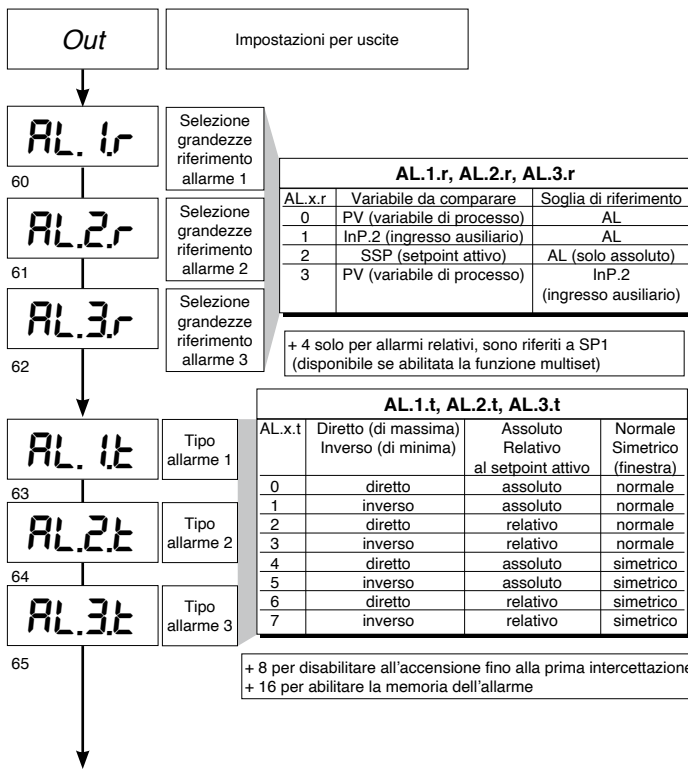 Out
Impostazioni per uscite
AL.1.r
60
Selezione
grandezze
riferimento
allarme 1
AL.2.r
61
Selezione
grandezze
riferimento
allarme 2
AL.3.r
62
Selezione
grandezze
riferimento
allarme 3
AL.1.r, AL.2.r, AL.3.r
AL.x.r Variabile da comparare Soglia di riferimento
0 PV (variabile di processo) AL
1 InP.2 (ingresso ausiliario) AL
2 SSP (setpoint attivo) AL (solo assoluto)
3 PV (variabile di processo) InP.2
(ingresso ausiliario)
+ 4 solo per allarmi relativi, sono riferiti a SP1
(disponibile se abilitata la funzione multiset)
AL.1.t
63
Tipo
allarme 1
AL.2.t
64
Tipo
allarme 2
AL.3.t
65
Tipo
allarme 3
AL.1.t, AL.2.t, AL.3.t
AL.x.t Diretto (di massima) Assoluto Normale
Inverso (di minima) Relativo Simetrico
al setpoint attivo (finestra)
0 diretto assoluto normale
1 inverso assoluto normale
2 diretto relativo normale
3 inverso relativo normale
4 diretto assoluto simetrico
5 inverso assoluto simetrico
6 diretto relativo simetrico
7 inverso relativo simetrico
+ 8 per disabilitare all'accensione fino alla prima intercettazione
+ 16 per abilitare la memoria dell'allarme